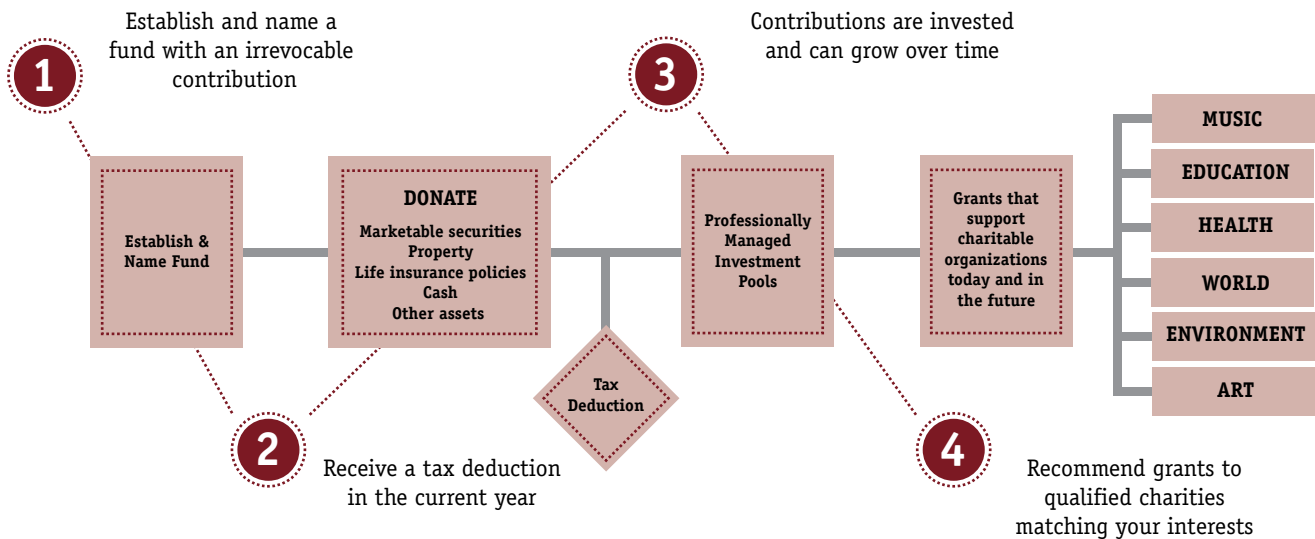 1
Establish and name a
fund with an irrevocable
contribution
3
Contributions are invested
and can grow over time
Establish &
Name Fund
DONATE
Marketable securities
Property
Life insurance policies
Cash
Other assets
Tax
Deduction
Professionally
Managed
Investment
Pools
Grants that
support
charitable
organizations
today and in
the future
MUSIC
EDUCATION
HEALTH
WORLD
ENVIRONMENT
ART
2
Receive a tax deduction
in the current year
4
Recommend grants to
qualified charities
matching your interests